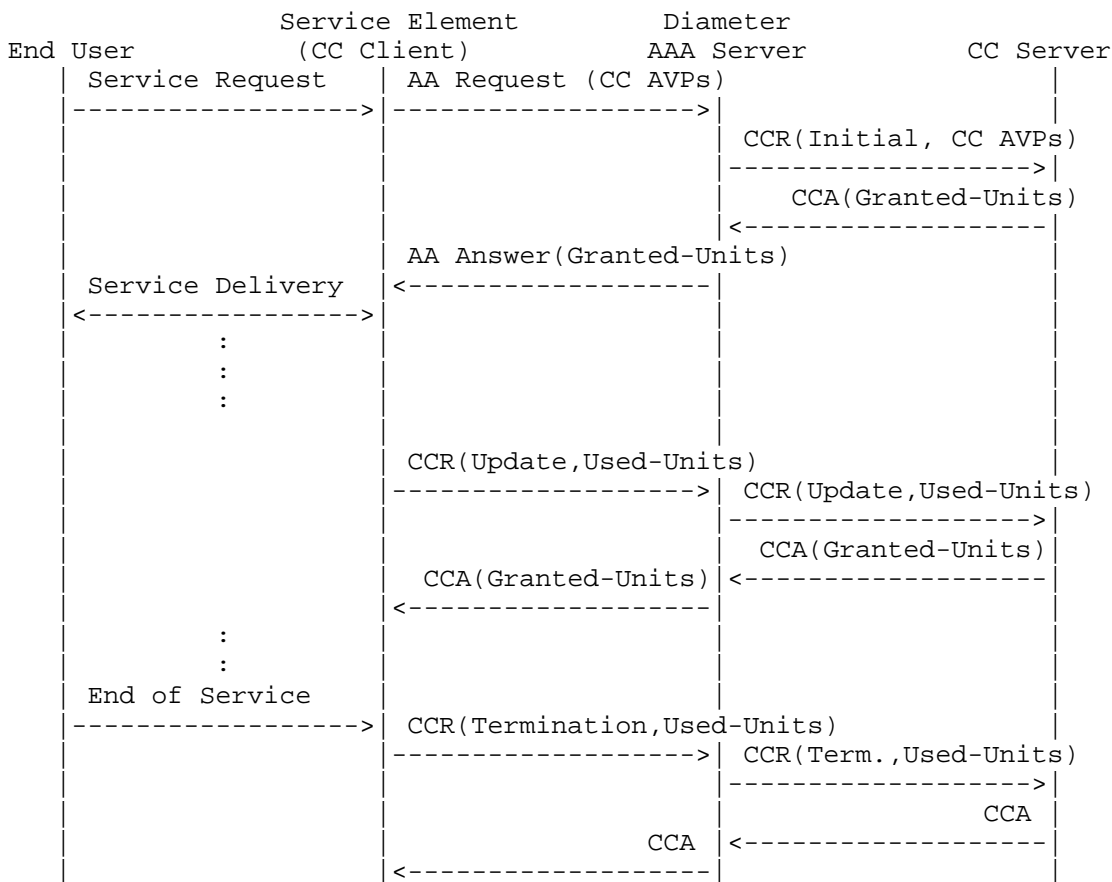 Service Element Diameter
End User (CC Client) AAA Server CC Server
Service Request AA Request (CC AVPs)
CCR(Initial, CC AVPs)
CCA(Granted-Units)
AA Answer(Granted-Units)
Service Delivery
:
:
:
CCR(Update,Used-Units)
CCR(Update,Used-Units)
CCA(Granted-Units)
CCA(Granted-Units)
:
:
End of Service
CCR(Termination,Used-Units)
CCR(Term.,Used-Units)
CCA
CCA